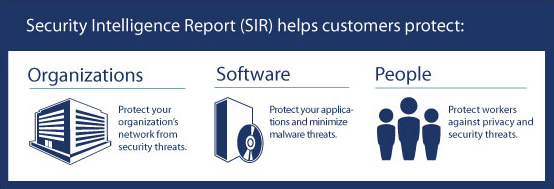 Security Intelligence Report (SIR) helps customers protect:
Organizations
Protect your
organization's
network from
security threats.
Software
Protect your applica-
tions and minimize
malware threats.
People
Protect workers
against privacy and
security threats.